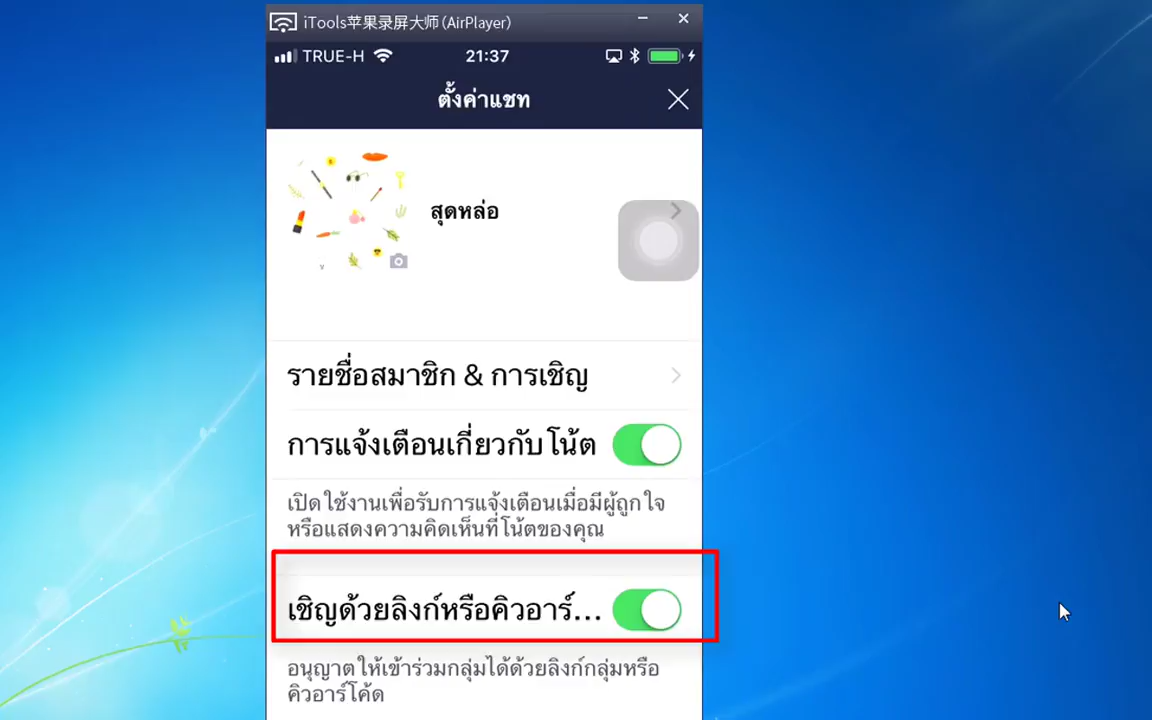 iTools苹果录屏大师(AirPlayer)
TRUE-H 21:37
ตั้งค่าแชท
สุดหล่อ
รายชื่อสมาชิก & การเชิญ
การแจ้งเตือนเกี่ยวกับโน้ต
เปิดใช้งานเพื่อรับการแจ้งเตือนเมื่อมีผู้ถูกใจ
หรือแสดงความคิดเห็นที่โน้ตของคุณ
เชิญด้วยลิงก์หรือคิวอาร์...
อนุญาตให้เข้าร่วมกลุ่มได้ด้วยลิงก์กลุ่มหรือ
คิวอาร์โค้ด